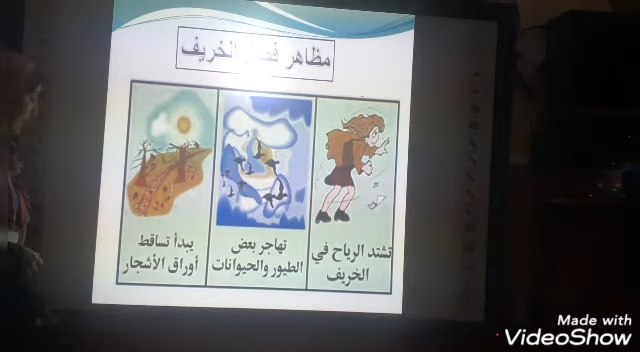 مظاهر فصل الخريف
تشتد الرياح في
الخريف
تهاجر بعض
الطيور والحيوانات
يبدأ تساقط
أوراق الأشجار
Made with
VideoShow